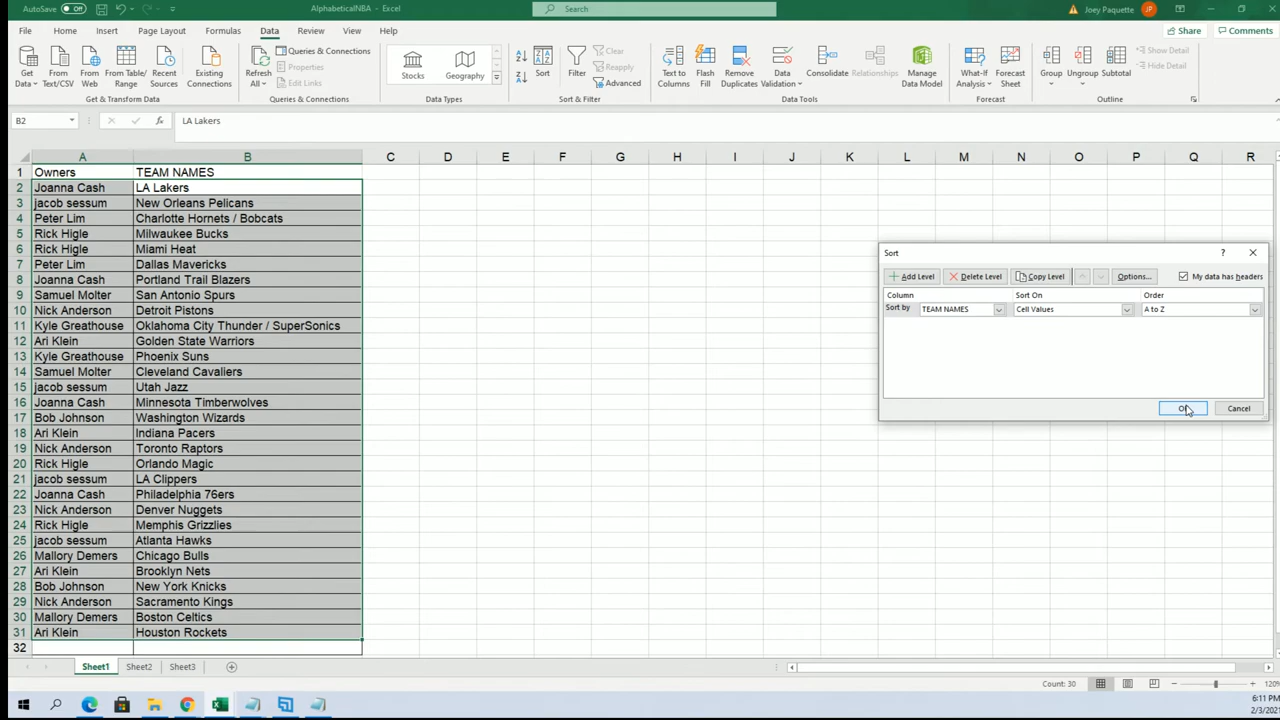 AutoSave Off AlphabeticalNBA - Excel Search Joey Paquette JP
File Home Insert Page Layout Formulas Data Review View Help Share Comments
Get Data From Text/CSV From Web From Table/Range Recent Sources Existing Connections
Refresh All Queries & Connections Properties Edit Links
Stocks Geography
Sort Filter Clear Reapply Advanced
Text to Columns Flash Fill Remove Duplicates Data Validation Consolidate Relationships Manage Data Model
What-If Analysis Forecast Sheet Group Ungroup Subtotal Show Detail Hide Detail
Get & Transform Data Queries & Connections Data Types Sort & Filter Data Tools Forecast Outline
B2 fx LA Lakers
A B C D E F G H I J K L M N O P Q R
1 Owners TEAM NAMES
2 Joanna Cash LA Lakers
3 jacob sessum New Orleans Pelicans
4 Peter Lim Charlotte Hornets / Bobcats
5 Rick Higle Milwaukee Bucks
6 Rick Higle Miami Heat
7 Peter Lim Dallas Mavericks
8 Joanna Cash Portland Trail Blazers
9 Samuel Molter San Antonio Spurs
10 Nick Anderson Detroit Pistons
11 Kyle Greathouse Oklahoma City Thunder / SuperSonics
12 Ari Klein Golden State Warriors
13 Kyle Greathouse Phoenix Suns
14 Samuel Molter Cleveland Cavaliers
15 jacob sessum Utah Jazz
16 Joanna Cash Minnesota Timberwolves
17 Bob Johnson Washington Wizards
18 Ari Klein Indiana Pacers
19 Nick Anderson Toronto Raptors
20 Rick Higle Orlando Magic
21 jacob sessum LA Clippers
22 Joanna Cash Philadelphia 76ers
23 Nick Anderson Denver Nuggets
24 Rick Higle Memphis Grizzlies
25 jacob sessum Atlanta Hawks
26 Mallory Demers Chicago Bulls
27 Ari Klein Brooklyn Nets
28 Bob Johnson New York Knicks
29 Nick Anderson Sacramento Kings
30 Mallory Demers Boston Celtics
31 Ari Klein Houston Rockets
32
Sort ?
Add Level Delete Level Copy Level Options... My data has headers
Column Sort On Order
Sort by TEAM NAMES Cell Values A to Z
Cancel
Sheet1 Sheet2 Sheet3
Count: 30 120%
6:11 PM
2/3/2021